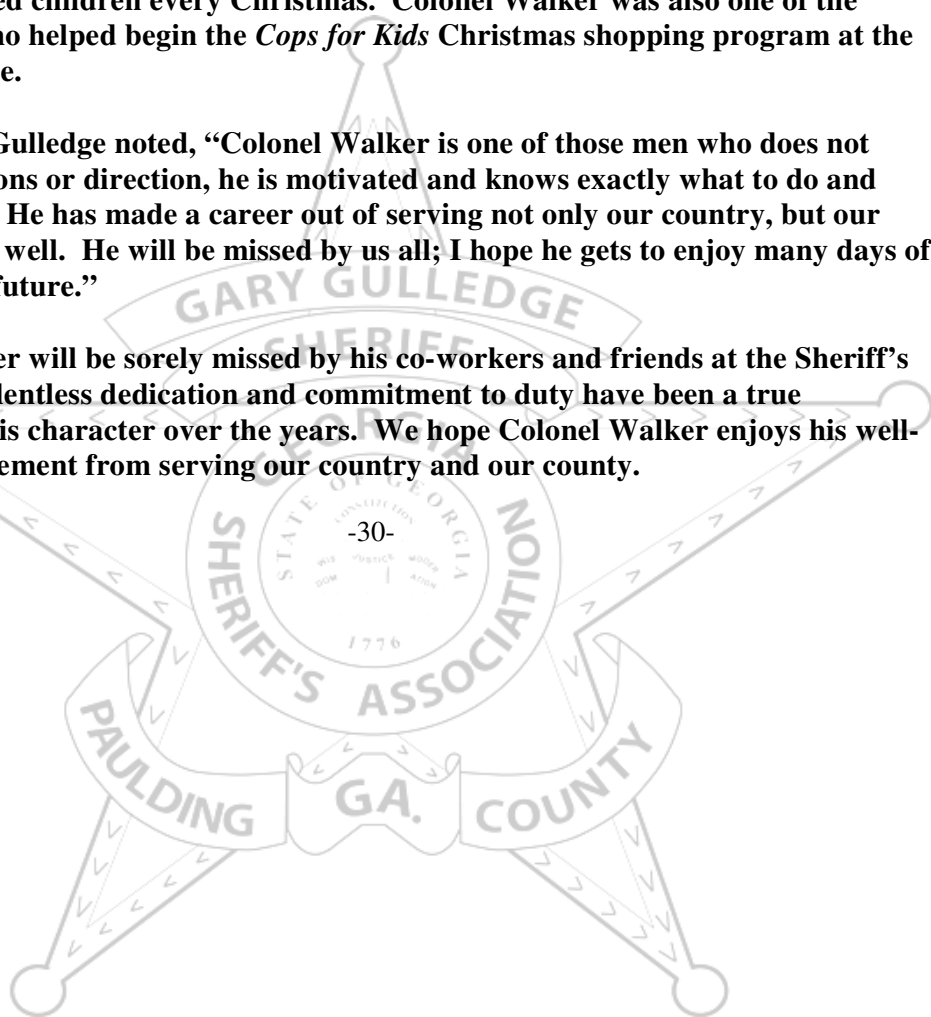 ed children every Christmas.  Colonel Walker was also one of the
o helped begin the Cops for Kids Christmas shopping program at the
e.
Gulledge noted, “Colonel Walker is one of those men who does not
ons or direction, he is motivated and knows exactly what to do and
He has made a career out of serving not only our country, but our
well.  He will be missed by us all; I hope he gets to enjoy many days of
future.”
er will be sorely missed by his co-workers and friends at the Sheriff’s
lentless dedication and commitment to duty have been a true
is character over the years.  We hope Colonel Walker enjoys his well-
ement from serving our country and our county.
-30-
GARY GULLEDGE
SHERIFF
GEORGIA
SHERIFF'S ASSOCIATION
STATE OF GEORGIA
CONSTITUTION
WIS JUSTICE MODER
DOM ATION
1776
PAULDING GA. COUNTY